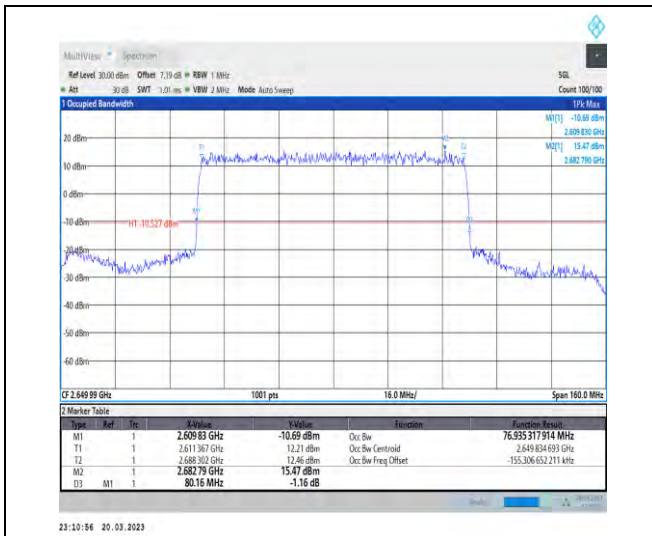 MultiView Spectrum
Ref Level 30.00 dBm Offset 7.19 dB RBW 1 MHz SGL
Att 30 dB SWT 1.01 ms VBW 2 MHz Mode Auto Sweep Count 100/100
1 Occupied Bandwidth 1Pk Max
M1[1] -10.69 dBm
2.609 830 GHz
M2[1] 15.47 dBm
2.682 790 GHz
20 dBm
T1 M2 T2
10 dBm
0 dBm
M1
-10 dBm
H1 -10.527 dBm
-20 dBm
-30 dBm
-40 dBm
-50 dBm
-60 dBm
CF 2.649 99 GHz 1001 pts 16.0 MHz/ Span 160.0 MHz
2 Marker Table
Type Ref Trc X-Value Y-Value Function Function Result
M1 1 2.609 83 GHz -10.69 dBm Occ Bw 76.935 317 914 MHz
T1 1 2.611 367 GHz 12.21 dBm Occ Bw Centroid 2.649 834 693 GHz
T2 1 2.688 302 GHz 12.46 dBm Occ Bw Freq Offset -155.306 652 211 kHz
M2 1 2.682 79 GHz 15.47 dBm
D3 M1 1 80.16 MHz -1.16 dB
23:10:56 20.03.2023